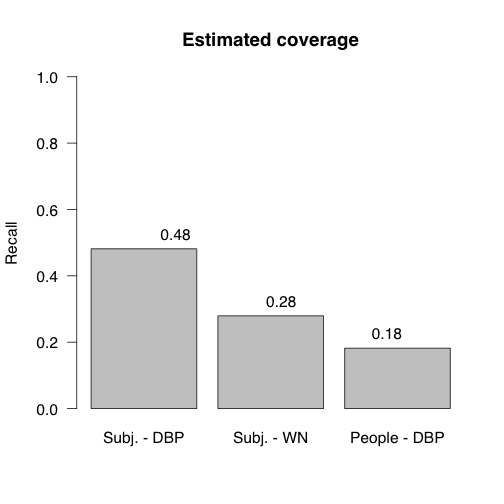 Estimated coverage
1.0
0.8
0.6
0.4
0.2
0.0
Recall
0.48
0.28
0.18
Subj. - DBP
Subj. - WN
People - DBP